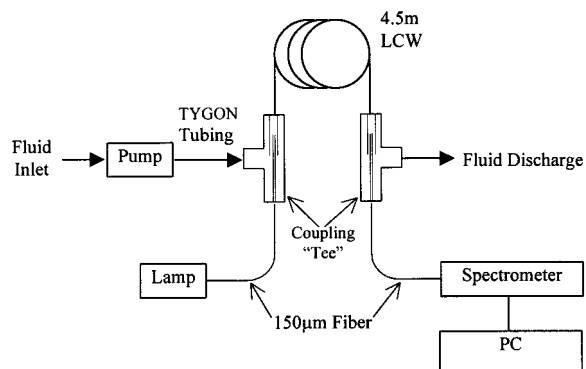 4.5m
LCW
TYGON
Tubing
Fluid
Inlet
Pump
Fluid Discharge
Coupling
"Tee"
Lamp
Spectrometer
150μm Fiber
PC